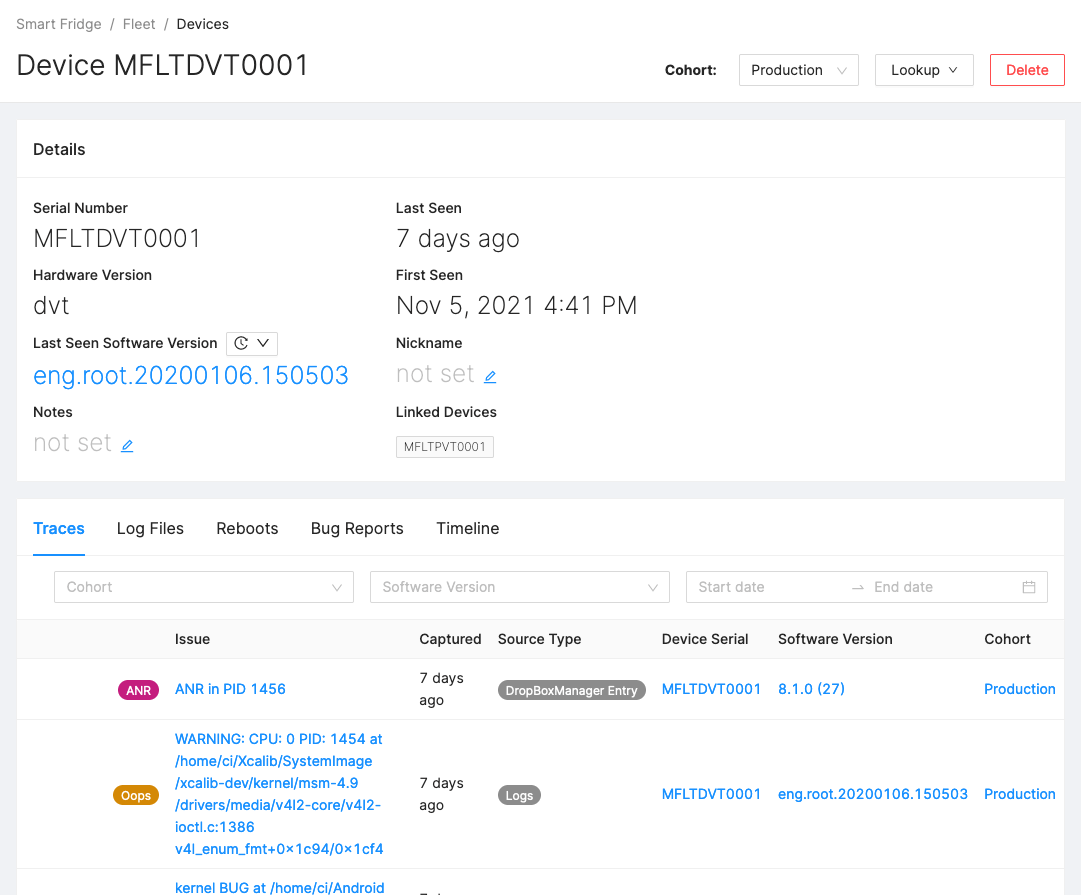 Smart Fridge / Fleet / Devices
Device MFLTDVT0001
Cohort: Production Lookup Delete
Details
Serial Number
MFLTDVT0001
Last Seen
7 days ago
Hardware Version
dvt
First Seen
Nov 5, 2021 4:41 PM
Last Seen Software Version
eng.root.20200106.150503
Nickname
not set
Notes
not set
Linked Devices
MFLTPVT0001
Traces Log Files Reboots Bug Reports Timeline
Cohort Software Version Start date → End date
Issue Captured Source Type Device Serial Software Version Cohort
ANR
ANR in PID 1456
7 days
ago
DropBoxManager Entry
MFLTDVT0001
8.1.0 (27)
Production
Oops
WARNING: CPU: 0 PID: 1454 at
/home/ci/Xcalib/SystemImage
/xcalib-dev/kernel/msm-4.9
/drivers/media/v4l2-core/v4l2-
ioctl.c:1386
v4l_enum_fmt+0×1c94/0×1cf4
7 days
ago
Logs
MFLTDVT0001
eng.root.20200106.150503
Production
kernel BUG at /home/ci/Android